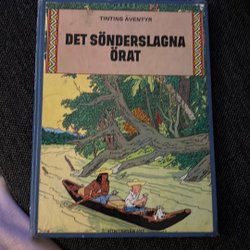 TINTINS ÄVENTYR
DET SÖNDERSLAGNA
ÖRAT